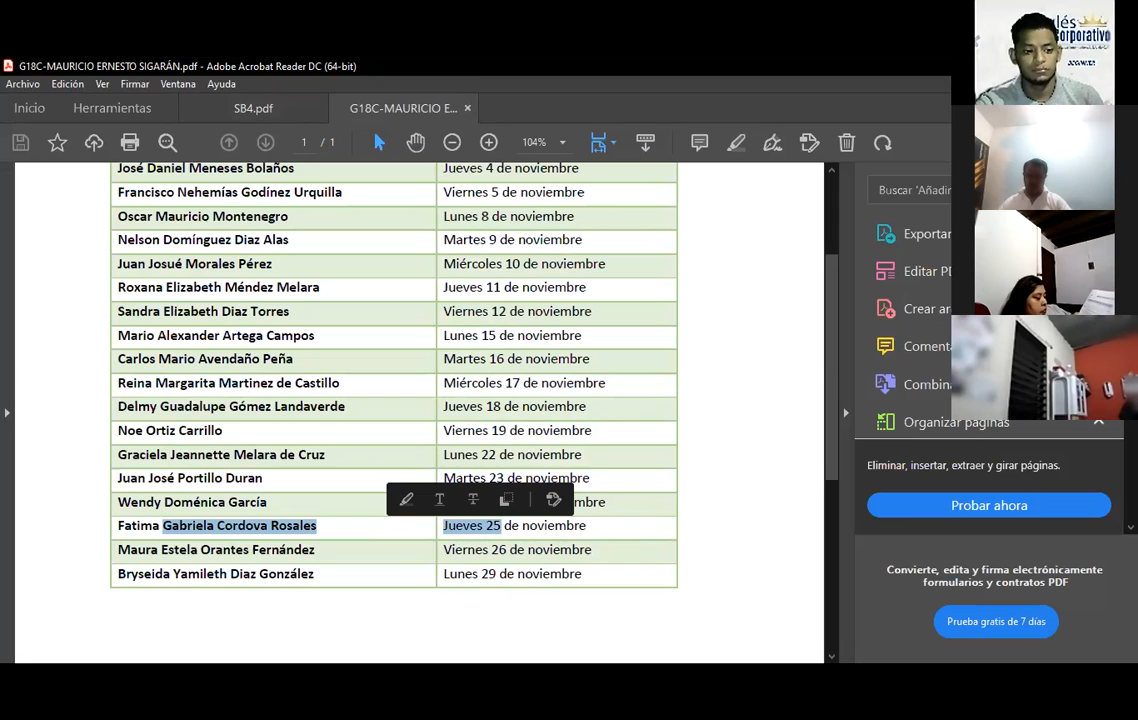 G18C-MAURICIO ERNESTO SIGARÁN.pdf - Adobe Acrobat Reader DC (64-bit)
Archivo Edición Ver Firmar Ventana Ayuda
Inicio Herramientas SB4.pdf G18C-MAURICIO E... ×
1 / 1 104%
José Daniel Meneses Bolaños Jueves 4 de noviembre
Francisco Nehemías Godínez Urquilla Viernes 5 de noviembre
Oscar Mauricio Montenegro Lunes 8 de noviembre
Nelson Domínguez Diaz Alas Martes 9 de noviembre
Juan Josué Morales Pérez Miércoles 10 de noviembre
Roxana Elizabeth Méndez Melara Jueves 11 de noviembre
Sandra Elizabeth Diaz Torres Viernes 12 de noviembre
Mario Alexander Artega Campos Lunes 15 de noviembre
Carlos Mario Avendaño Peña Martes 16 de noviembre
Reina Margarita Martinez de Castillo Miércoles 17 de noviembre
Delmy Guadalupe Gómez Landaverde Jueves 18 de noviembre
Noe Ortiz Carrillo Viernes 19 de noviembre
Graciela Jeannette Melara de Cruz Lunes 22 de noviembre
Juan José Portillo Duran Martes 23 de noviembre
Wendy Doménica García mbre
Fatima Gabriela Cordova Rosales Jueves 25 de noviembre
Maura Estela Orantes Fernández Viernes 26 de noviembre
Bryseida Yamileth Diaz González Lunes 29 de noviembre
Buscar 'Añadir
Exportar
Editar PD
Crear ar
Comenta
Combina
Organizar páginas
Eliminar, insertar, extraer y girar páginas.
Probar ahora
Convierte, edita y firma electrónicamente
formularios y contratos PDF
Prueba gratis de 7 días
lés
Corporativo